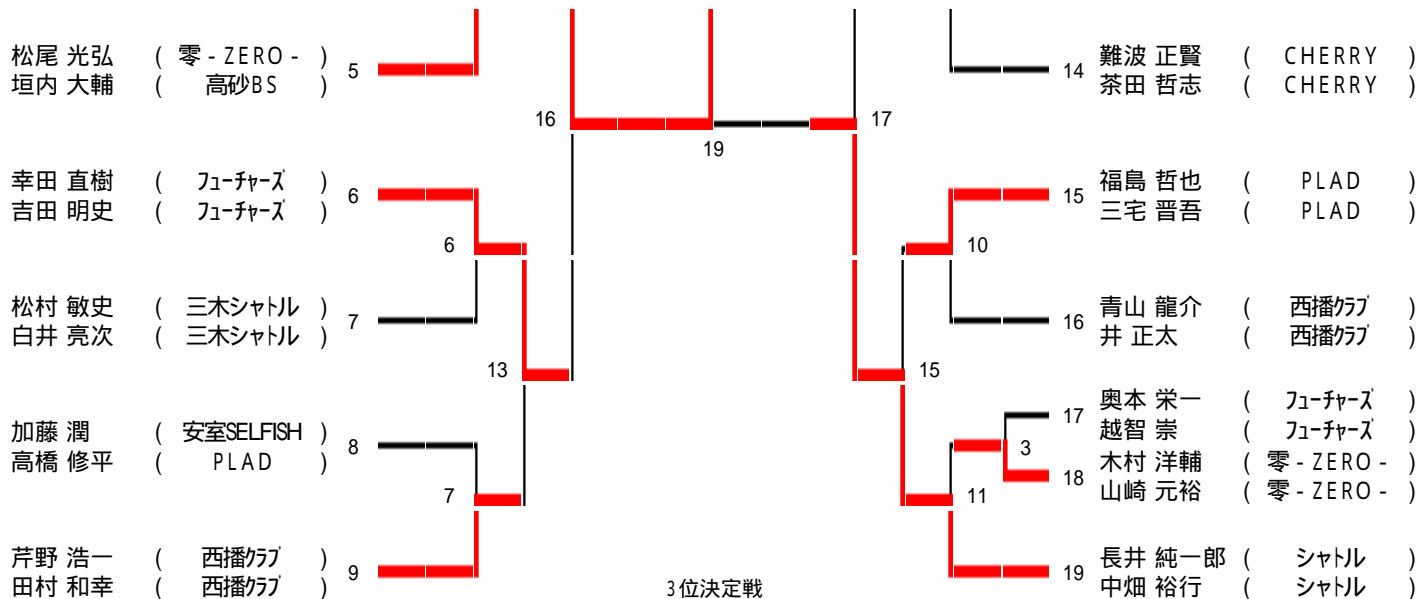 松尾 光弘 ( 零 - ZERO - ) 5
垣内 大輔 ( 高砂BS )
幸田 直樹 ( フューチャーズ ) 6
吉田 明史 ( フューチャーズ )
6
松村 敏史 ( 三木シャトル ) 7
白井 亮次 ( 三木シャトル )
13
加藤 潤 ( 安室SELFISH ) 8
高橋 修平 ( PLAD )
7
芹野 浩一 ( 西播クラブ ) 9
田村 和幸 ( 西播クラブ )
16
19
17
3位決定戦
14 難波 正賢 ( CHERRY )
茶田 哲志 ( CHERRY )
15 福島 哲也 ( PLAD )
三宅 晋吾 ( PLAD )
10
16 青山 龍介 ( 西播クラブ )
井 正太 ( 西播クラブ )
15
17 奥本 栄一 ( フューチャーズ )
越智 崇 ( フューチャーズ )
3
18 木村 洋輔 ( 零 - ZERO - )
山崎 元裕 ( 零 - ZERO - )
11
19 長井 純一郎 ( シャトル )
中畑 裕行 ( シャトル )